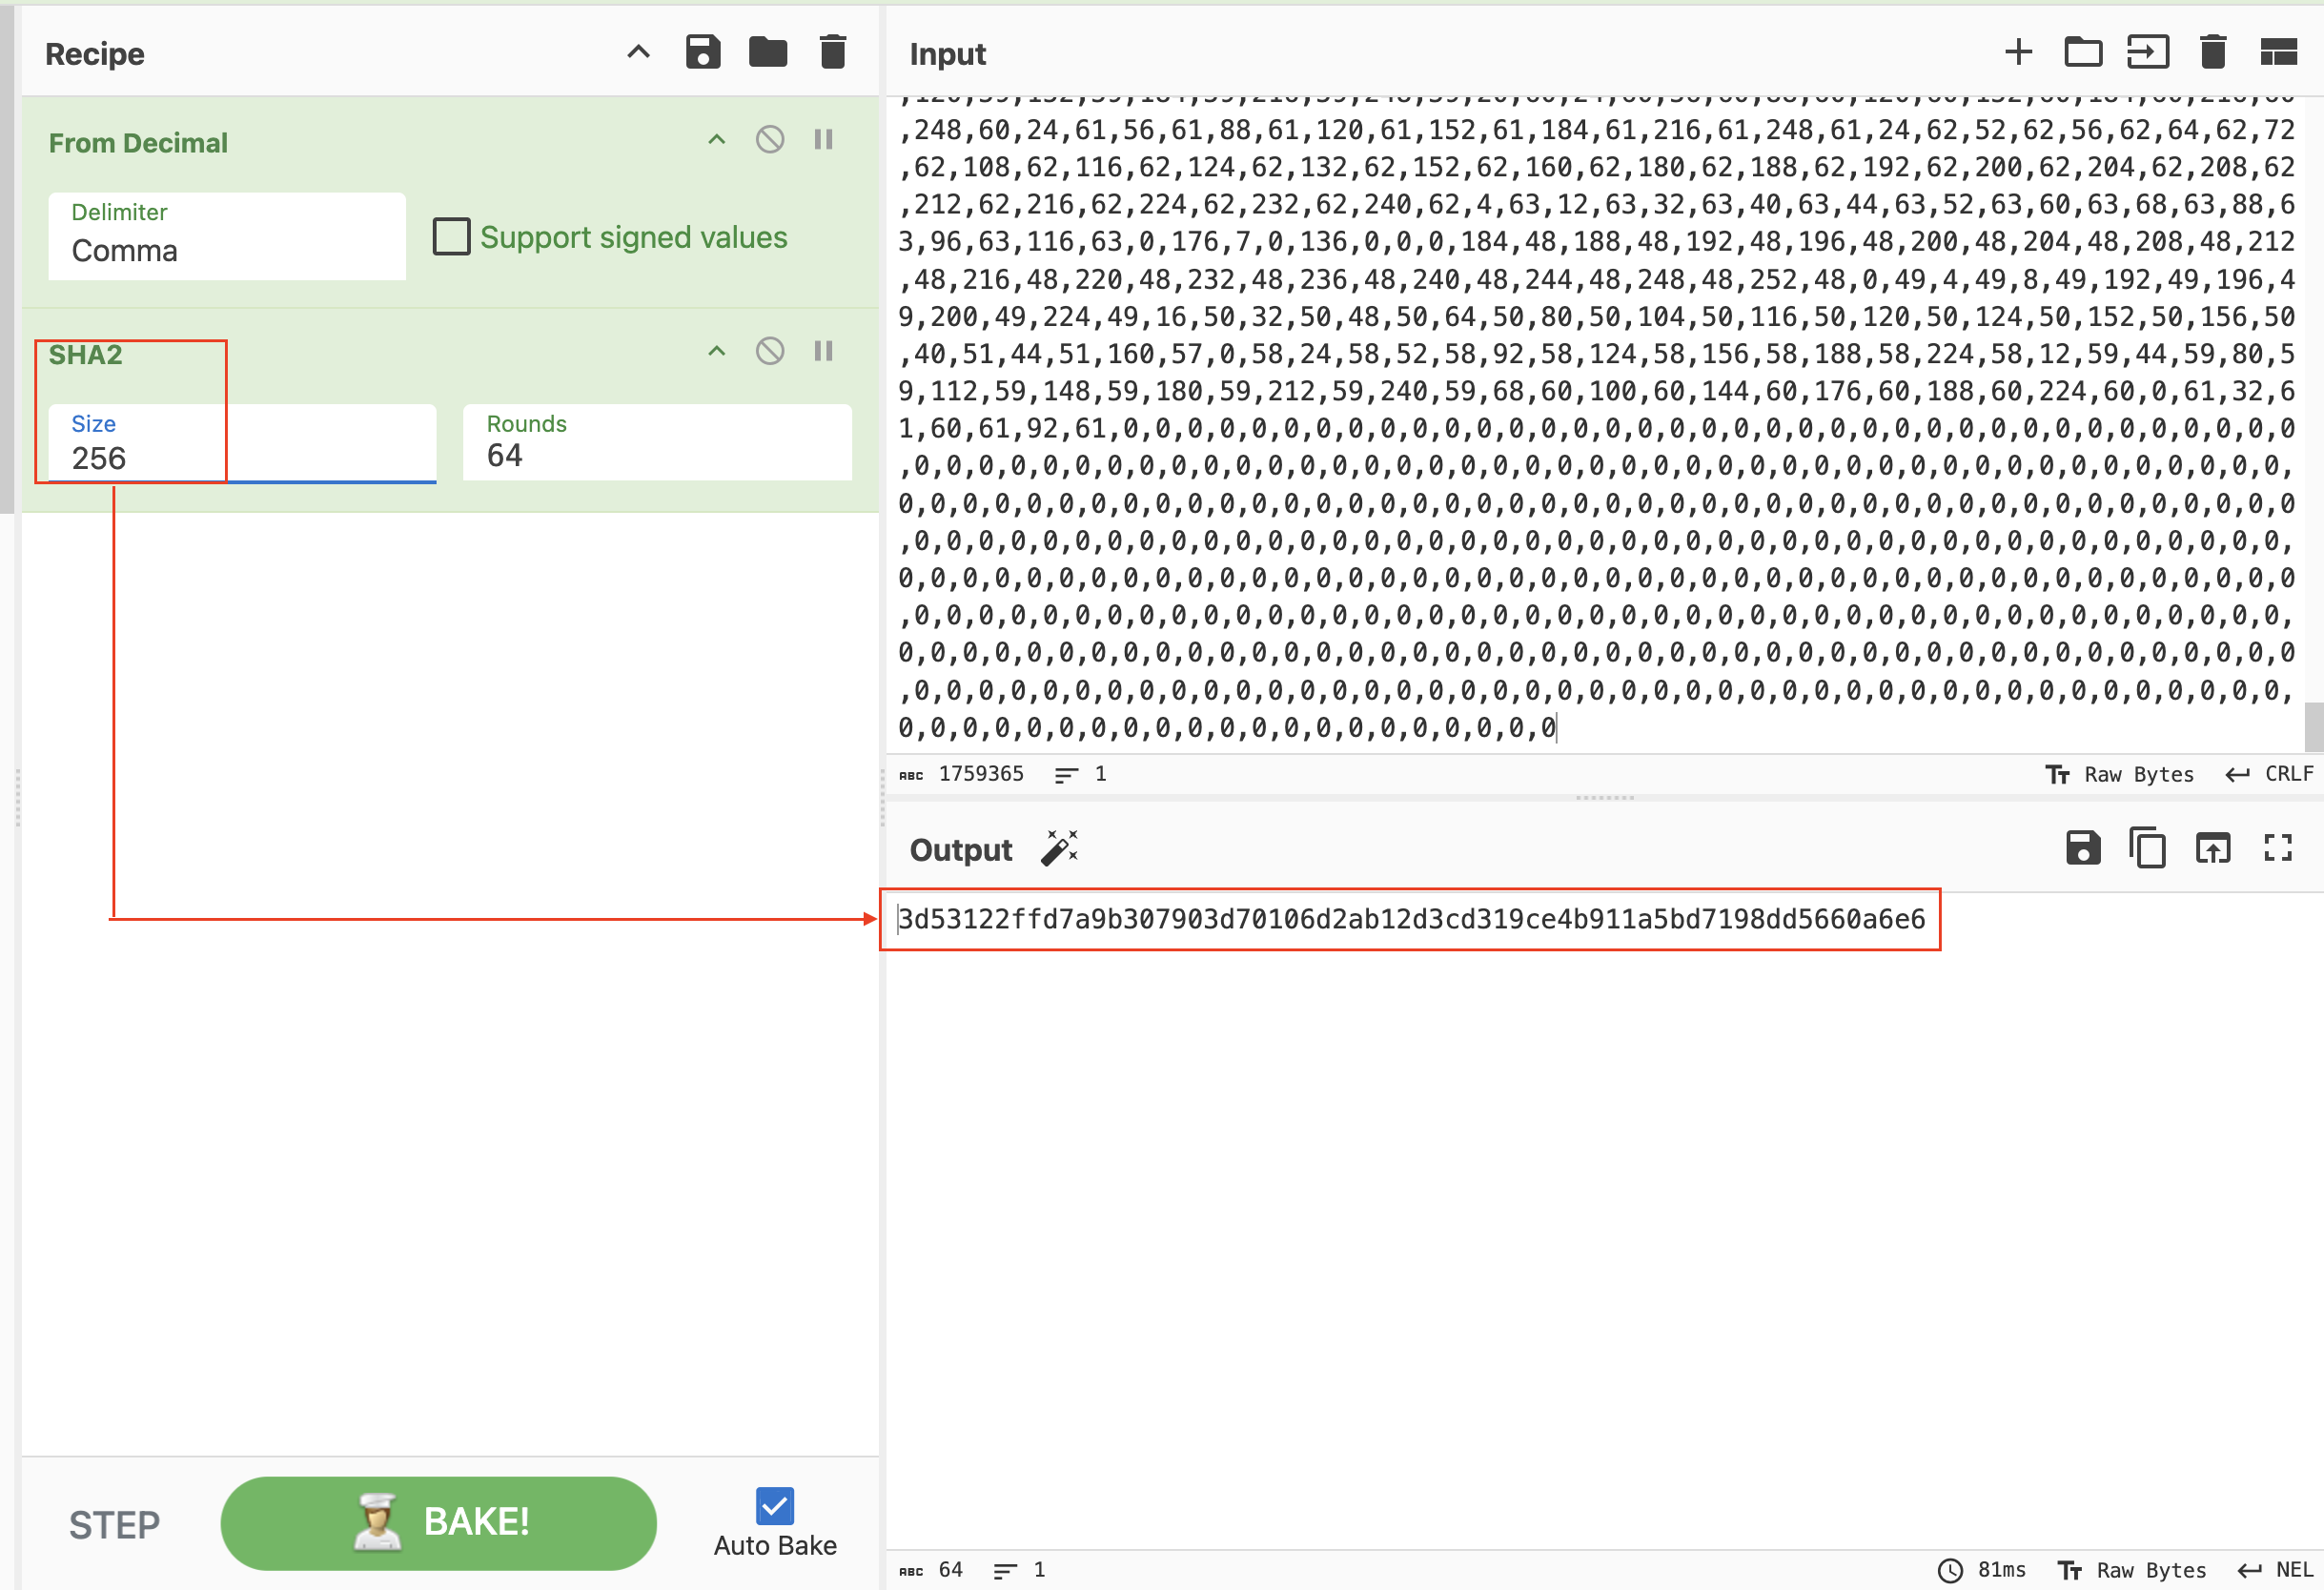 Recipe
Input
From Decimal
Delimiter
Comma
Support signed values
SHA2
Size
256
Rounds
64
,248,60,24,61,56,61,88,61,120,61,152,61,184,61,216,61,248,61,24,62,52,62,56,62,64,62,72
,62,108,62,116,62,124,62,132,62,152,62,160,62,180,62,188,62,192,62,200,62,204,62,208,62
,212,62,216,62,224,62,232,62,240,62,4,63,12,63,32,63,40,63,44,63,52,63,60,63,68,63,88,6
3,96,63,116,63,0,176,7,0,136,0,0,0,184,48,188,48,192,48,196,48,200,48,204,48,208,48,212
,48,216,48,220,48,232,48,236,48,240,48,244,48,248,48,252,48,0,49,4,49,8,49,192,49,196,4
9,200,49,224,49,16,50,32,50,48,50,64,50,80,50,104,50,116,50,120,50,124,50,152,50,156,50
,40,51,44,51,160,57,0,58,24,58,52,58,92,58,124,58,156,58,188,58,224,58,12,59,44,59,80,5
9,112,59,148,59,180,59,212,59,240,59,68,60,100,60,144,60,176,60,188,60,224,60,0,61,32,6
1,60,61,92,61,0,0,0,0,0,0,0,0,0,0,0,0,0,0,0,0,0,0,0,0,0,0,0,0,0,0,0,0,0,0,0,0,0,0,0,0,0
,0,0,0,0,0,0,0,0,0,0,0,0,0,0,0,0,0,0,0,0,0,0,0,0,0,0,0,0,0,0,0,0,0,0,0,0,0,0,0,0,0,0,0,
0,0,0,0,0,0,0,0,0,0,0,0,0,0,0,0,0,0,0,0,0,0,0,0,0,0,0,0,0,0,0,0,0,0,0,0,0,0,0,0,0,0,0,0
,0,0,0,0,0,0,0,0,0,0,0,0,0,0,0,0,0,0,0,0,0,0,0,0,0,0,0,0,0,0,0,0,0,0,0,0,0,0,0,0,0,0,0,
0,0,0,0,0,0,0,0,0,0,0,0,0,0,0,0,0,0,0,0,0,0,0,0,0,0,0,0,0,0,0,0,0,0,0,0,0,0,0,0,0,0,0,0
,0,0,0,0,0,0,0,0,0,0,0,0,0,0,0,0,0,0,0,0,0,0,0,0,0,0,0,0,0,0,0,0,0,0,0,0,0,0,0,0,0,0,0,
0,0,0,0,0,0,0,0,0,0,0,0,0,0,0,0,0,0,0,0,0,0,0,0,0,0,0,0,0,0,0,0,0,0,0,0,0,0,0,0,0,0,0,0
,0,0,0,0,0,0,0,0,0,0,0,0,0,0,0,0,0,0,0,0,0,0,0,0,0,0,0,0,0,0,0,0,0,0,0,0,0,0,0,0,0,0,0,
0,0,0,0,0,0,0,0,0,0,0,0,0,0,0,0,0,0,0,0,0
ABC 1759365 1 Raw Bytes CRLF
Output
3d53122ffd7a9b307903d70106d2ab12d3cd319ce4b911a5bd7198dd5660a6e6
STEP
BAKE!
Auto Bake
ABC 64 1 81ms Raw Bytes NEL